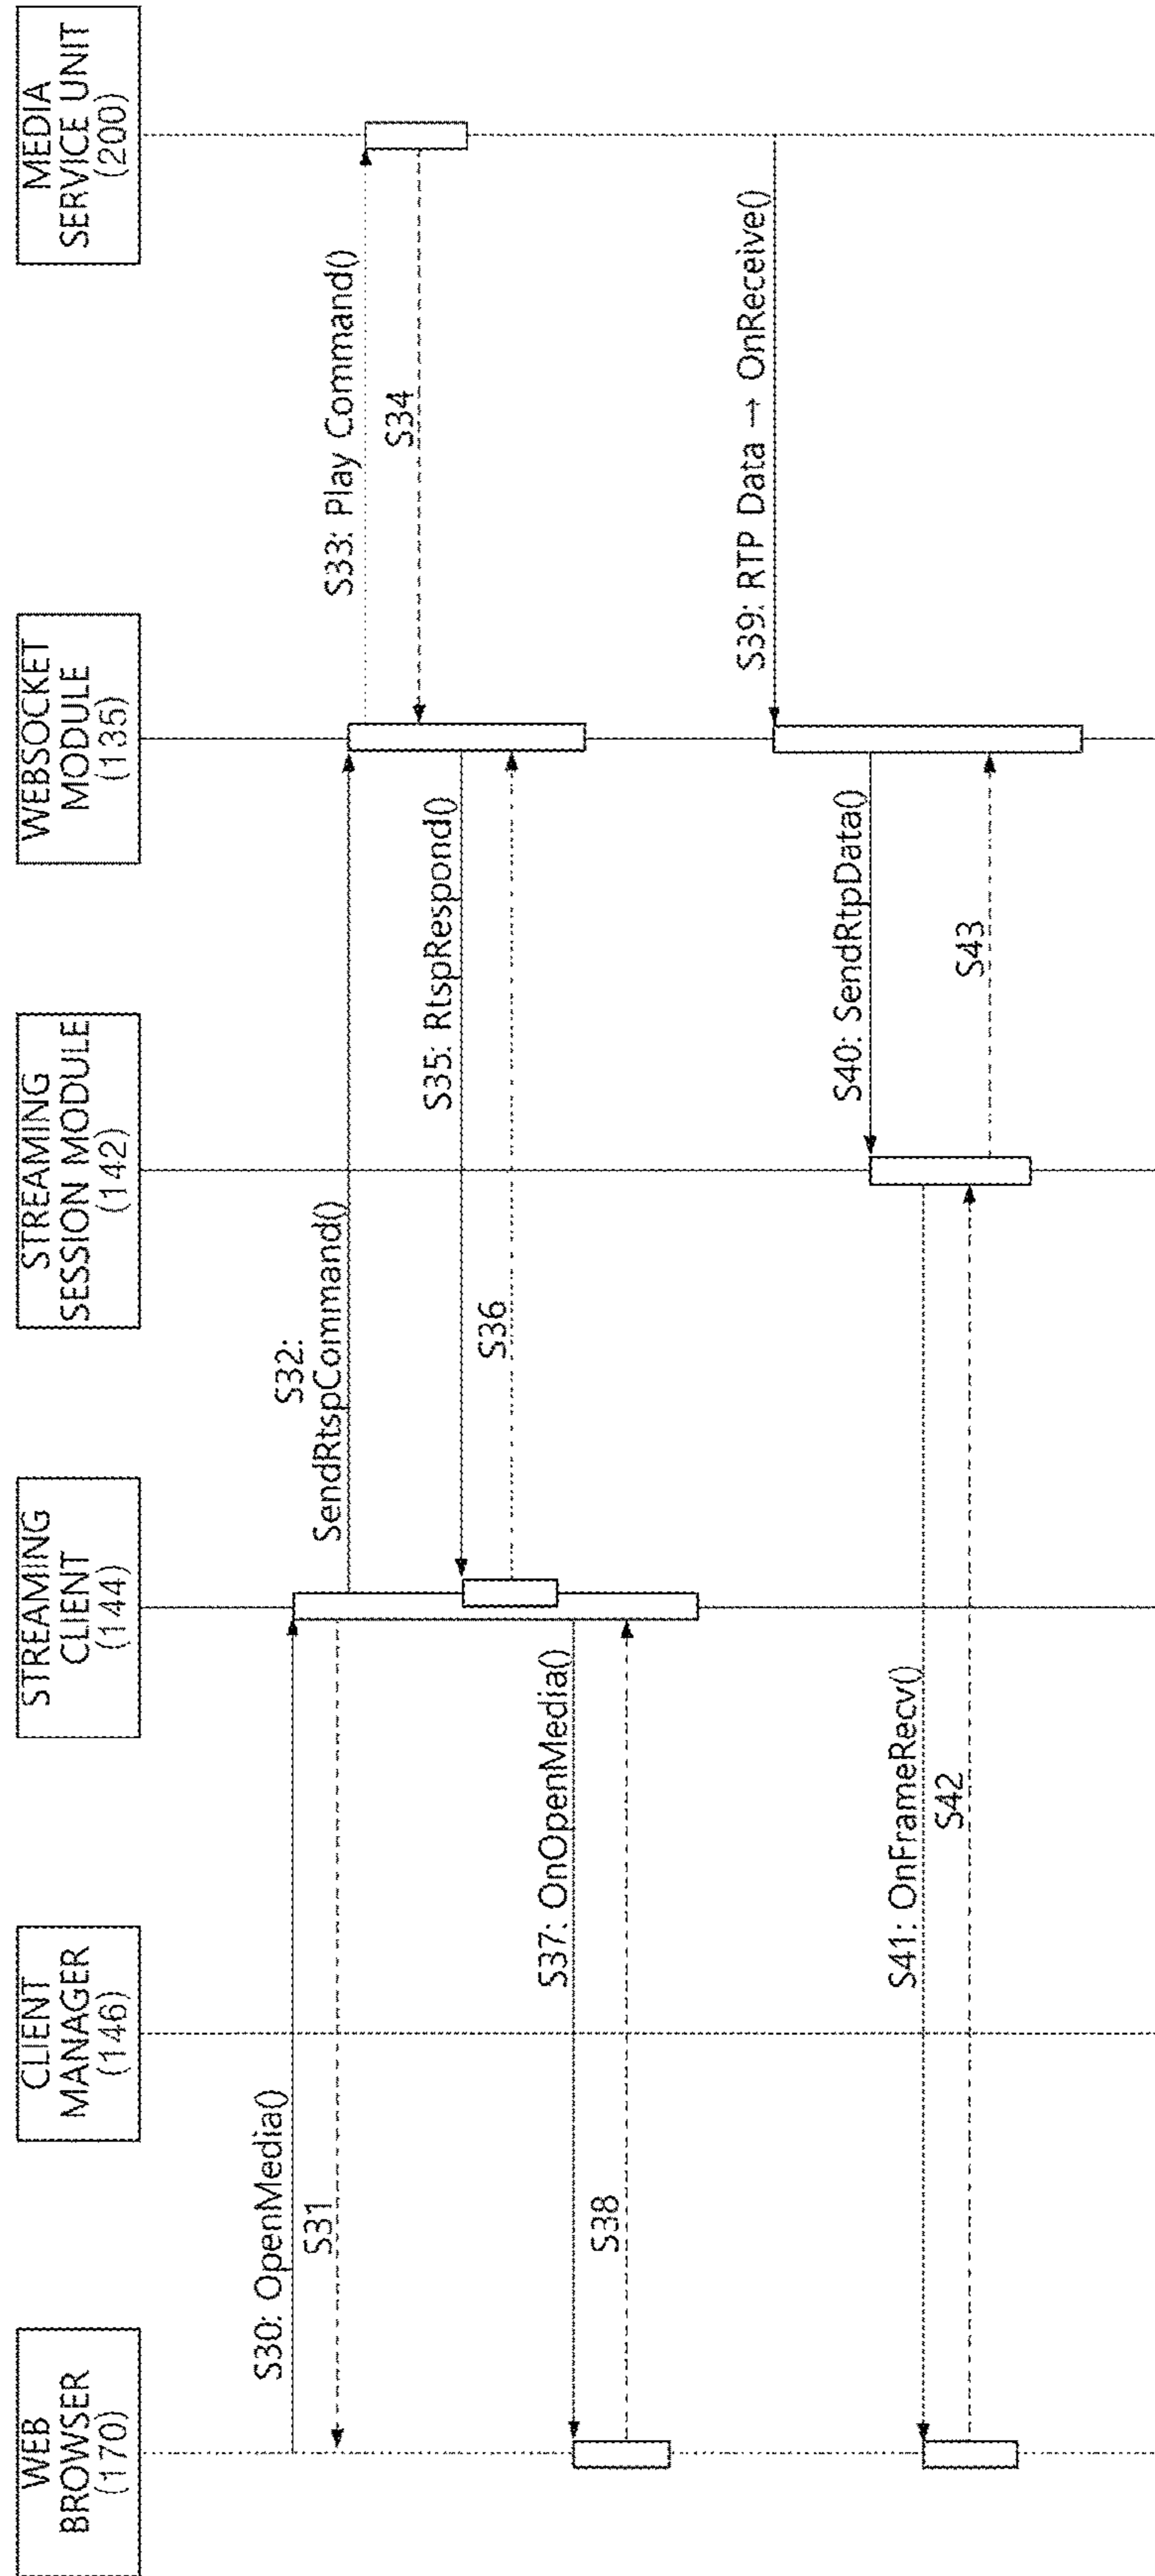 WEB
BROWSER
(170)
CLIENT
MANAGER
(146)
STREAMING
CLIENT
(144)
STREAMING
SESSION MODULE
(142)
WEBSOCKET
MODULE
(135)
MEDIA
SERVICE UNIT
(200)
S30: OpenMedia()
S31
S32:
SendRtspCommand()
S33: Play Command()
S34
S35: RtspRespond()
S36
S37: OnOpenMedia()
S38
S39: RTP Data → OnReceive()
S40: SendRtpData()
S41: OnFrameRecv()
S42
S43